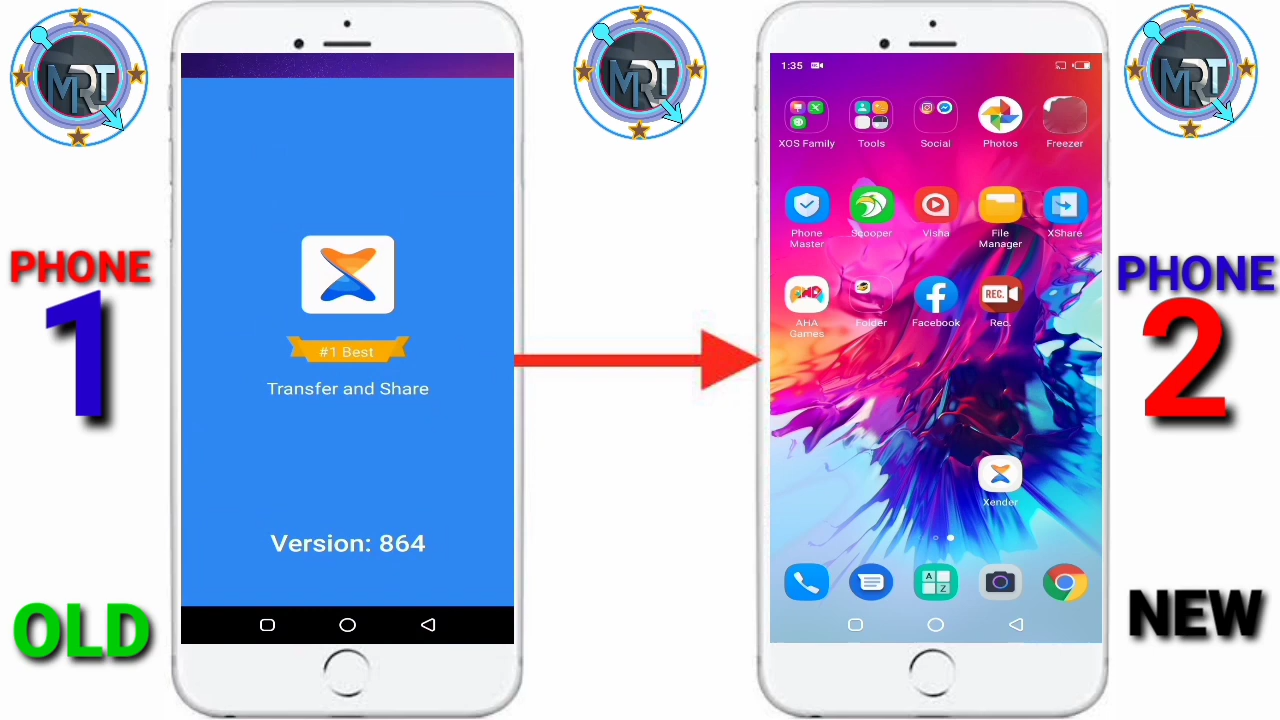 MRT
MRT
MRT
PHONE
1
OLD
#1 Best
Transfer and Share
Version: 864
1:35
XOS Family
Tools
Social
Photos
Freezer
Phone
Master
Scooper
Visha
File
Manager
XShare
AHA
Games
Folder
Facebook
REC.
Rec.
Xender
A
Z
PHONE
2
NEW